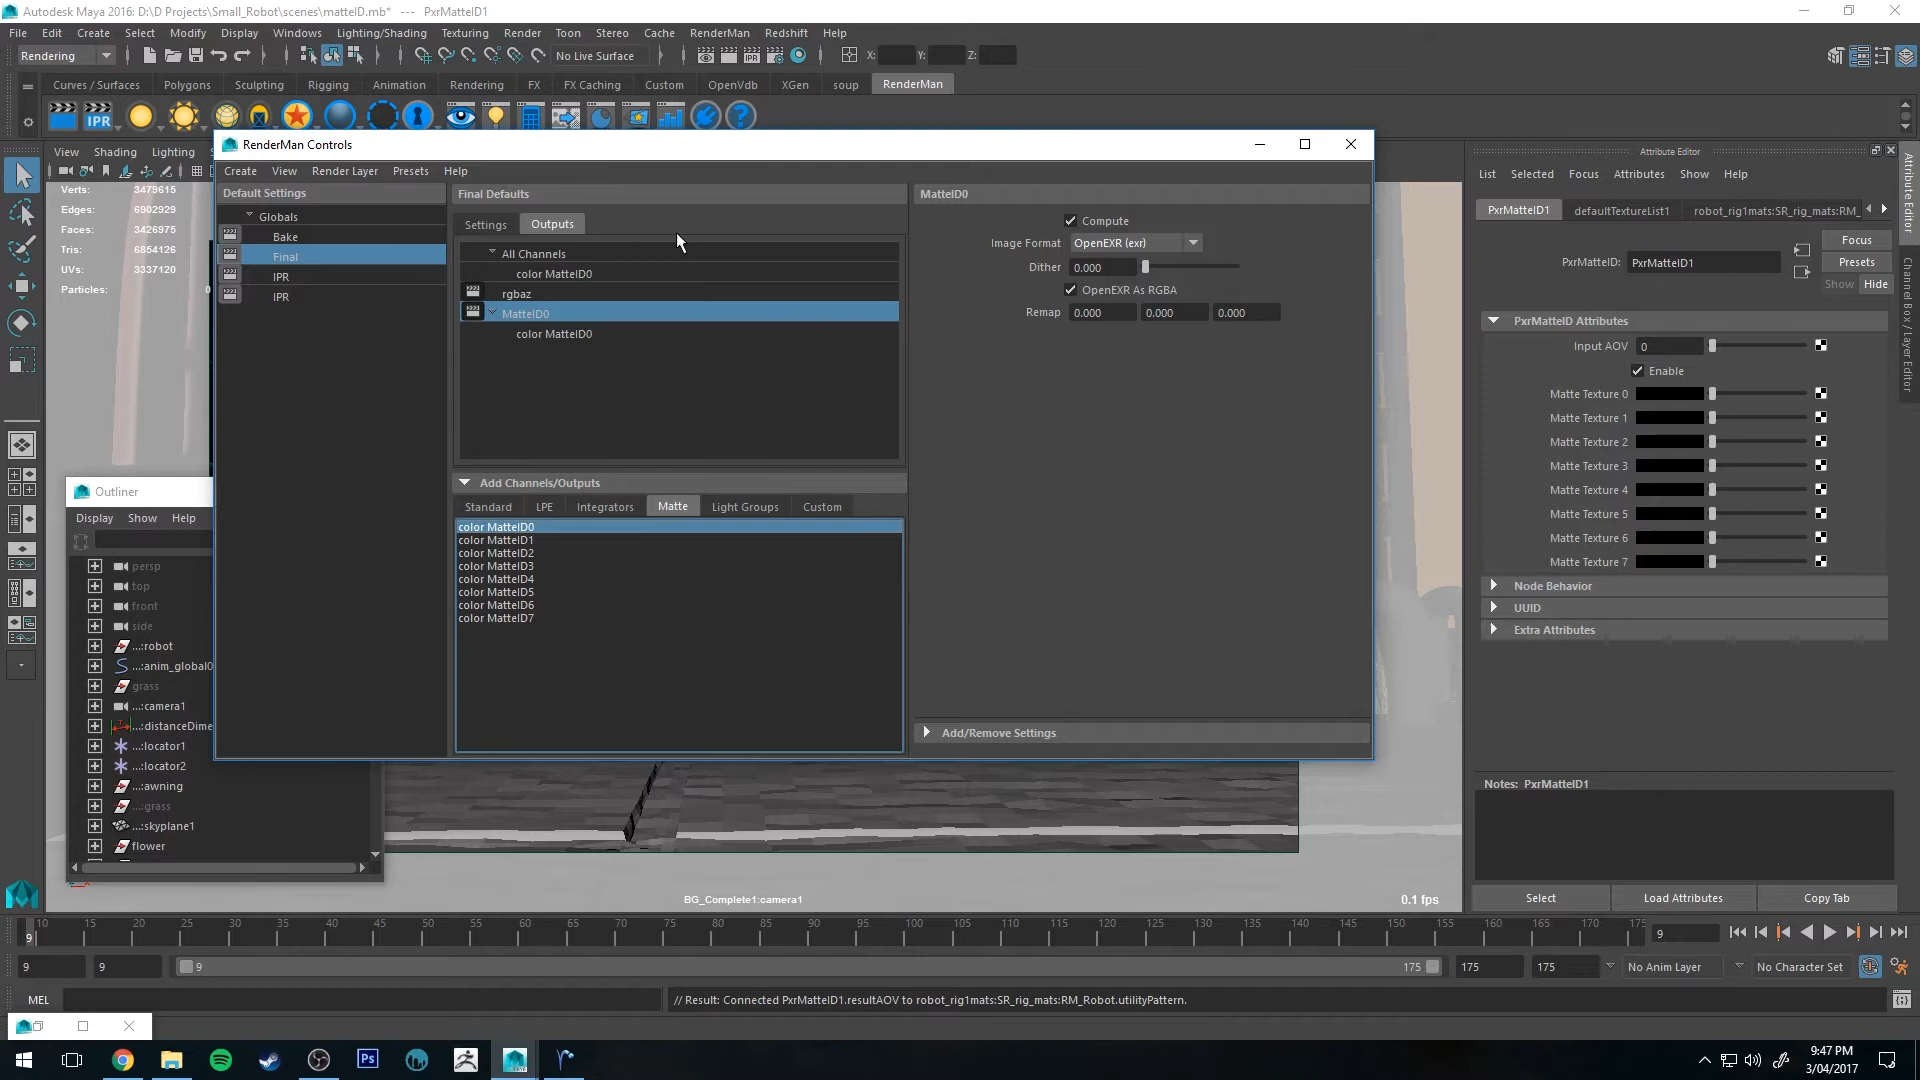 Autodesk Maya 2016: D:\D Projects\Small_Robot\scenes\matteID.mb* --- PxrMatteID1
File Edit Create Select Modify Display Windows Lighting/Shading Texturing Render Toon Stereo Cache RenderMan Redshift Help
Rendering No Live Surface X: Y: Z:
Curves / Surfaces Polygons Sculpting Rigging Animation Rendering FX FX Caching Custom OpenVdb XGen soup RenderMan
IPR
View Shading Lighting
Verts: 3479615
Edges: 6902929
Faces: 3426975
Tris: 6854126
UVs: 3337120
Particles: 0
RenderMan Controls
Create View Render Layer Presets Help
Default Settings
Globals
Bake
Final
IPR
IPR
Final Defaults
Settings Outputs
All Channels
color MatteID0
rgbaz
MatteID0
color MatteID0
Add Channels/Outputs
Standard LPE Integrators Matte Light Groups Custom
color MatteID0
color MatteID1
color MatteID2
color MatteID3
color MatteID4
color MatteID5
color MatteID6
color MatteID7
MatteID0
Compute
Image Format OpenEXR (exr)
Dither 0.000
OpenEXR As RGBA
Remap 0.000 0.000 0.000
Add/Remove Settings
Outliner
Display Show Help
persp
top
front
side
...:robot
...:anim_global0
grass
...:camera1
...:distanceDime
...:locator1
...:locator2
...:awning
...:grass
...:skyplane1
flower
BG_Complete1:camera1
0.1 fps
Attribute Editor
List Selected Focus Attributes Show Help
PxrMatteID1 defaultTextureList1 robot_rig1mats:SR_rig_mats:RM_
Focus
PxrMatteID: PxrMatteID1 Presets
Show Hide
PxrMatteID Attributes
Input AOV 0
Enable
Matte Texture 0
Matte Texture 1
Matte Texture 2
Matte Texture 3
Matte Texture 4
Matte Texture 5
Matte Texture 6
Matte Texture 7
Node Behavior
UUID
Extra Attributes
Notes: PxrMatteID1
Select Load Attributes Copy Tab
Attribute Editor
Channel Box / Layer Editor
10 15 20 25 30 35 40 45 50 55 60 65 70 75 80 85 90 95 100 105 110 115 120 125 130 135 140 145 150 155 160 165 170 175
9 9
9 9 9 175 175 175 No Anim Layer No Character Set
MEL // Result: Connected PxrMatteID1.resultAOV to robot_rig1mats:SR_rig_mats:RM_Robot.utilityPattern.
Ps
9:47 PM
3/04/2017